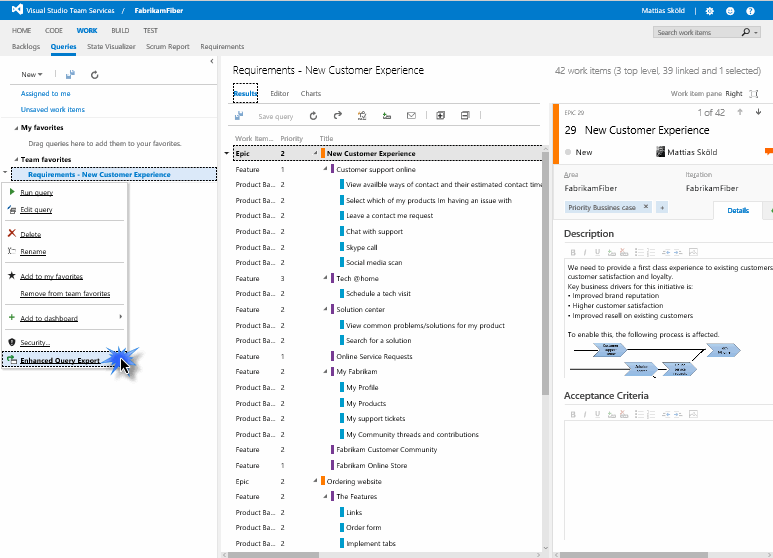 Visual Studio Team Services / FabrikamFiber
Mattias Sköld
HOME CODE WORK BUILD TEST
Search work items
Backlogs Queries State Visualizer Scrum Report Requirements
New
Assigned to me
Unsaved work items
My favorites
Drag queries here to add them to your favorites.
Team favorites
Requirements - New Customer Experience
Run query
Edit query
Delete
Rename
Add to my favorites
Remove from team favorites
Add to dashboard
Security...
Enhanced Query Export
Requirements - New Customer Experience
42 work items (3 top level, 39 linked and 1 selected)
Results Editor Charts
Work item pane Right
Save query
Work Item... Priority Title
Epic 2 New Customer Experience
Feature 1 Customer support online
Product Ba... 2 View availble ways of contact and their estimated contact time
Product Ba... 2 Select which of my products Im having an issue with
Product Ba... 2 Leave a contact me request
Product Ba... 2 Chat with support
Product Ba... 2 Skype call
Product Ba... 2 Social media scan
Feature 3 Tech @home
Product Ba... 2 Schedule a tech visit
Feature 2 Solution center
Product Ba... 2 View common problems/solutions for my product
Product Ba... 2 Search for a solution
Feature 1 Online Service Requests
Feature 2 My Fabrikam
Product Ba... 2 My Profile
Product Ba... 2 My Products
Product Ba... 2 My support tickets
Product Ba... 2 My Community threads and contributions
Feature 2 Fabrikam Customer Community
Feature 1 Fabrikam Online Store
Epic 2 Ordering website
Feature 2 The Features
Product Ba... 2 Links
Product Ba... 2 Order form
Product Ba... 2 Implement tabs
EPIC 29
1 of 42
29 New Customer Experience
New
Mattias Sköld
Area
Iteration
FabrikamFiber
FabrikamFiber
Priority Bussines case × +
Details
Description
B I U
We need to provide a first class experience to existing customers
customer satisfaction and loyalty.
Key business drivers for this initiative is:
• Improved brand reputation
• Higher customer satisfaction
• Improved resell on existing customers
To enable this, the following process is affected.
Acceptance Criteria
B I U